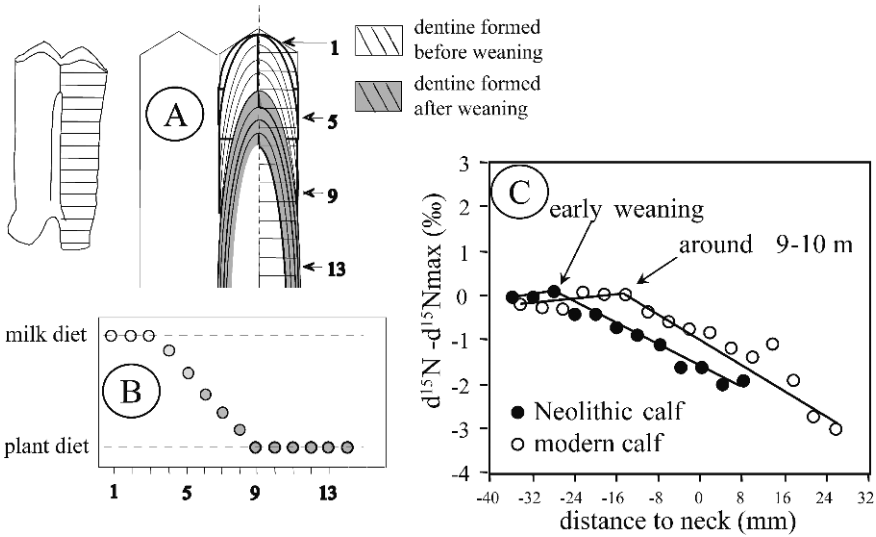 dentine formed
before weaning
dentine formed
after weaning
A
1
5
9
13
milk diet
plant diet
B
1 5 9 13
C
early weaning
around 9-10 m
d¹⁵N -d¹⁵Nmax (‰)
3
2
1
0
-1
-2
-3
-4
Neolithic calf
modern calf
-40 -32 -24 -16 -8 0 8 16 24 32
distance to neck (mm)